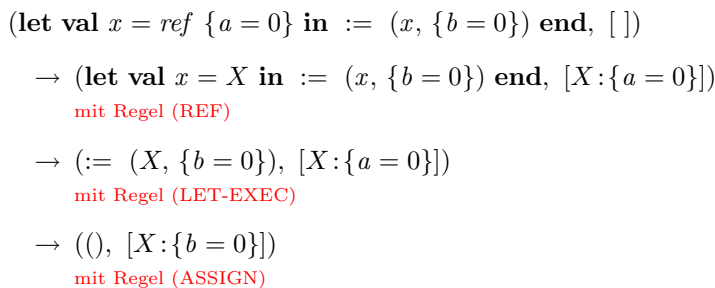 (let val x = ref {a = 0} in := (x, {b = 0}) end, [ ])
→ (let val x = X in := (x, {b = 0}) end, [X:{a = 0}])
mit Regel (REF)
→ (:= (X, {b = 0}), [X:{a = 0}])
mit Regel (LET-EXEC)
→ ((), [X:{b = 0}])
mit Regel (ASSIGN)